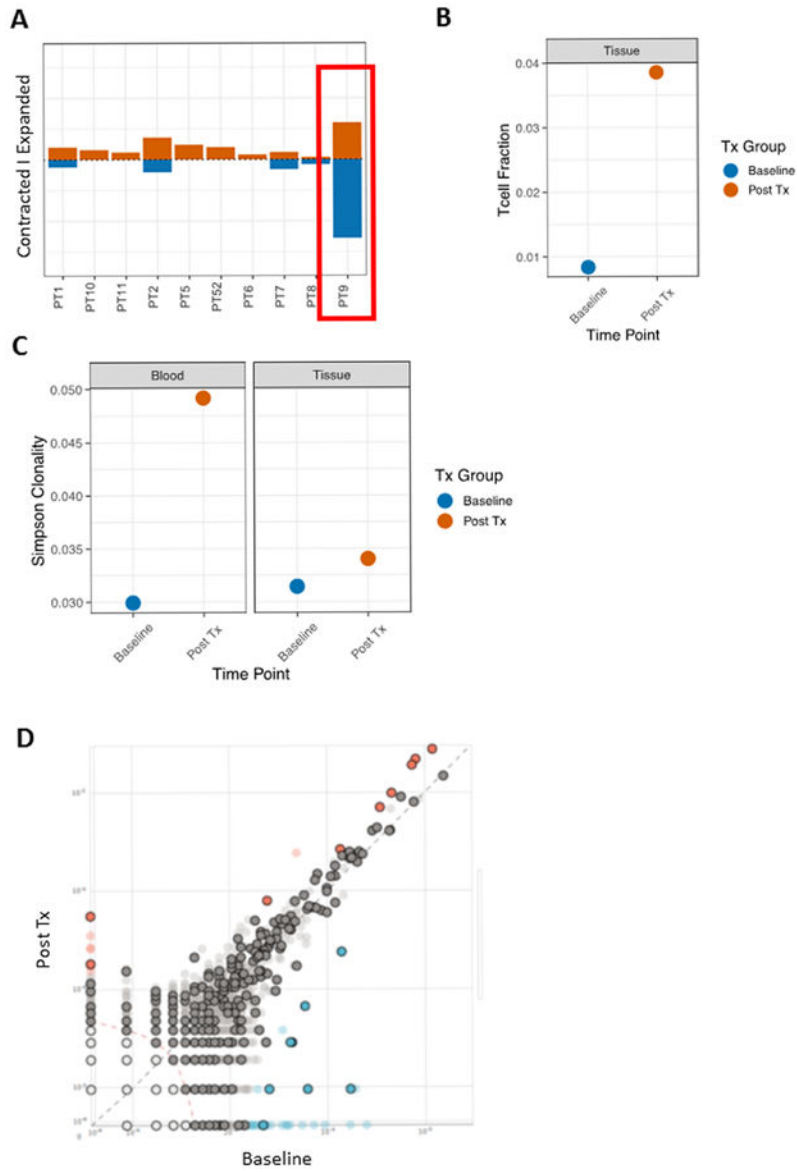 A
Contracted | Expanded
PT1
PT10
PT11
PT2
PT5
PT52
PT6
PT7
PT8
PT9
B
Tissue
0.04
0.03
0.02
0.01
Tcell Fraction
Baseline
Post Tx
Time Point
Tx Group
Baseline
Post Tx
C
Blood
Tissue
0.050
0.045
0.040
0.035
0.030
Simpson Clonality
Baseline
Post Tx
Baseline
Post Tx
Time Point
Tx Group
Baseline
Post Tx
D
Post Tx
Baseline